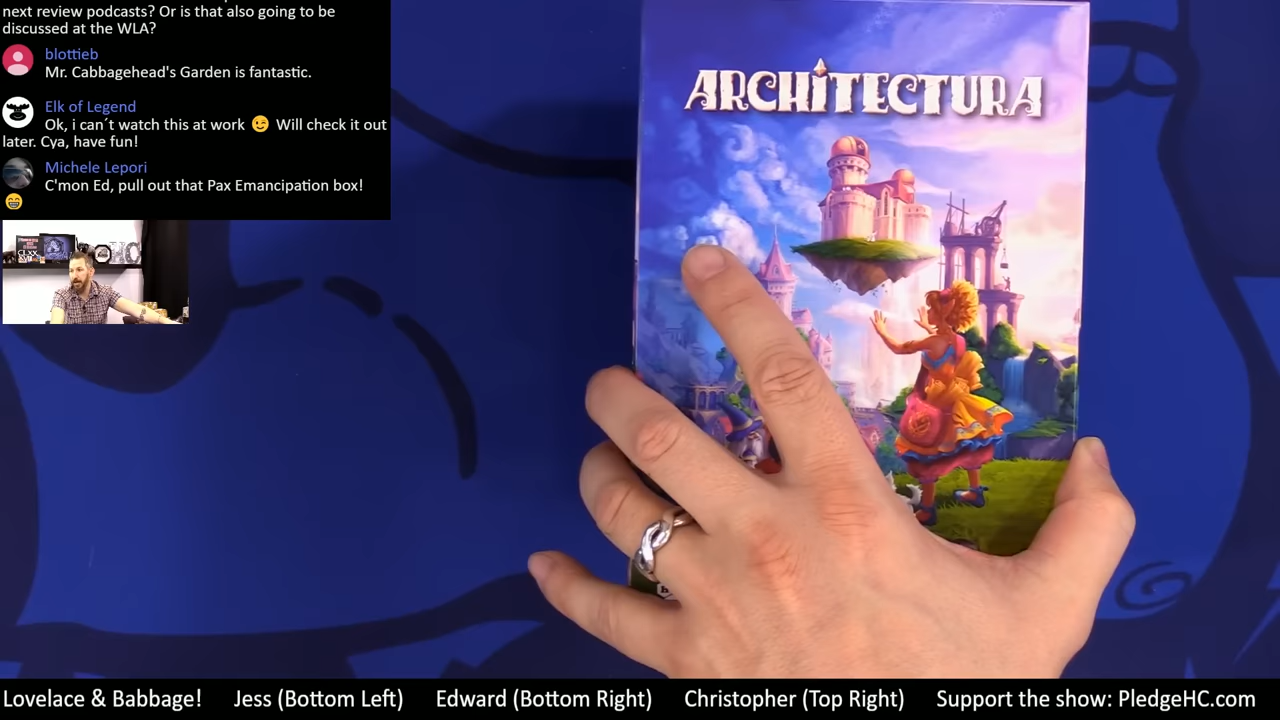 next review podcasts? Or is that also going to be
discussed at the WLA?
blottieb
Mr. Cabbagehead's Garden is fantastic.
Elk of Legend
Ok, i can´t watch this at work 😉 Will check it out
later. Cya, have fun!
Michele Lepori
C'mon Ed, pull out that Pax Emancipation box!
😁
ARCHITECTURA
Lovelace & Babbage! Jess (Bottom Left) Edward (Bottom Right) Christopher (Top Right) Support the show: PledgeHC.com